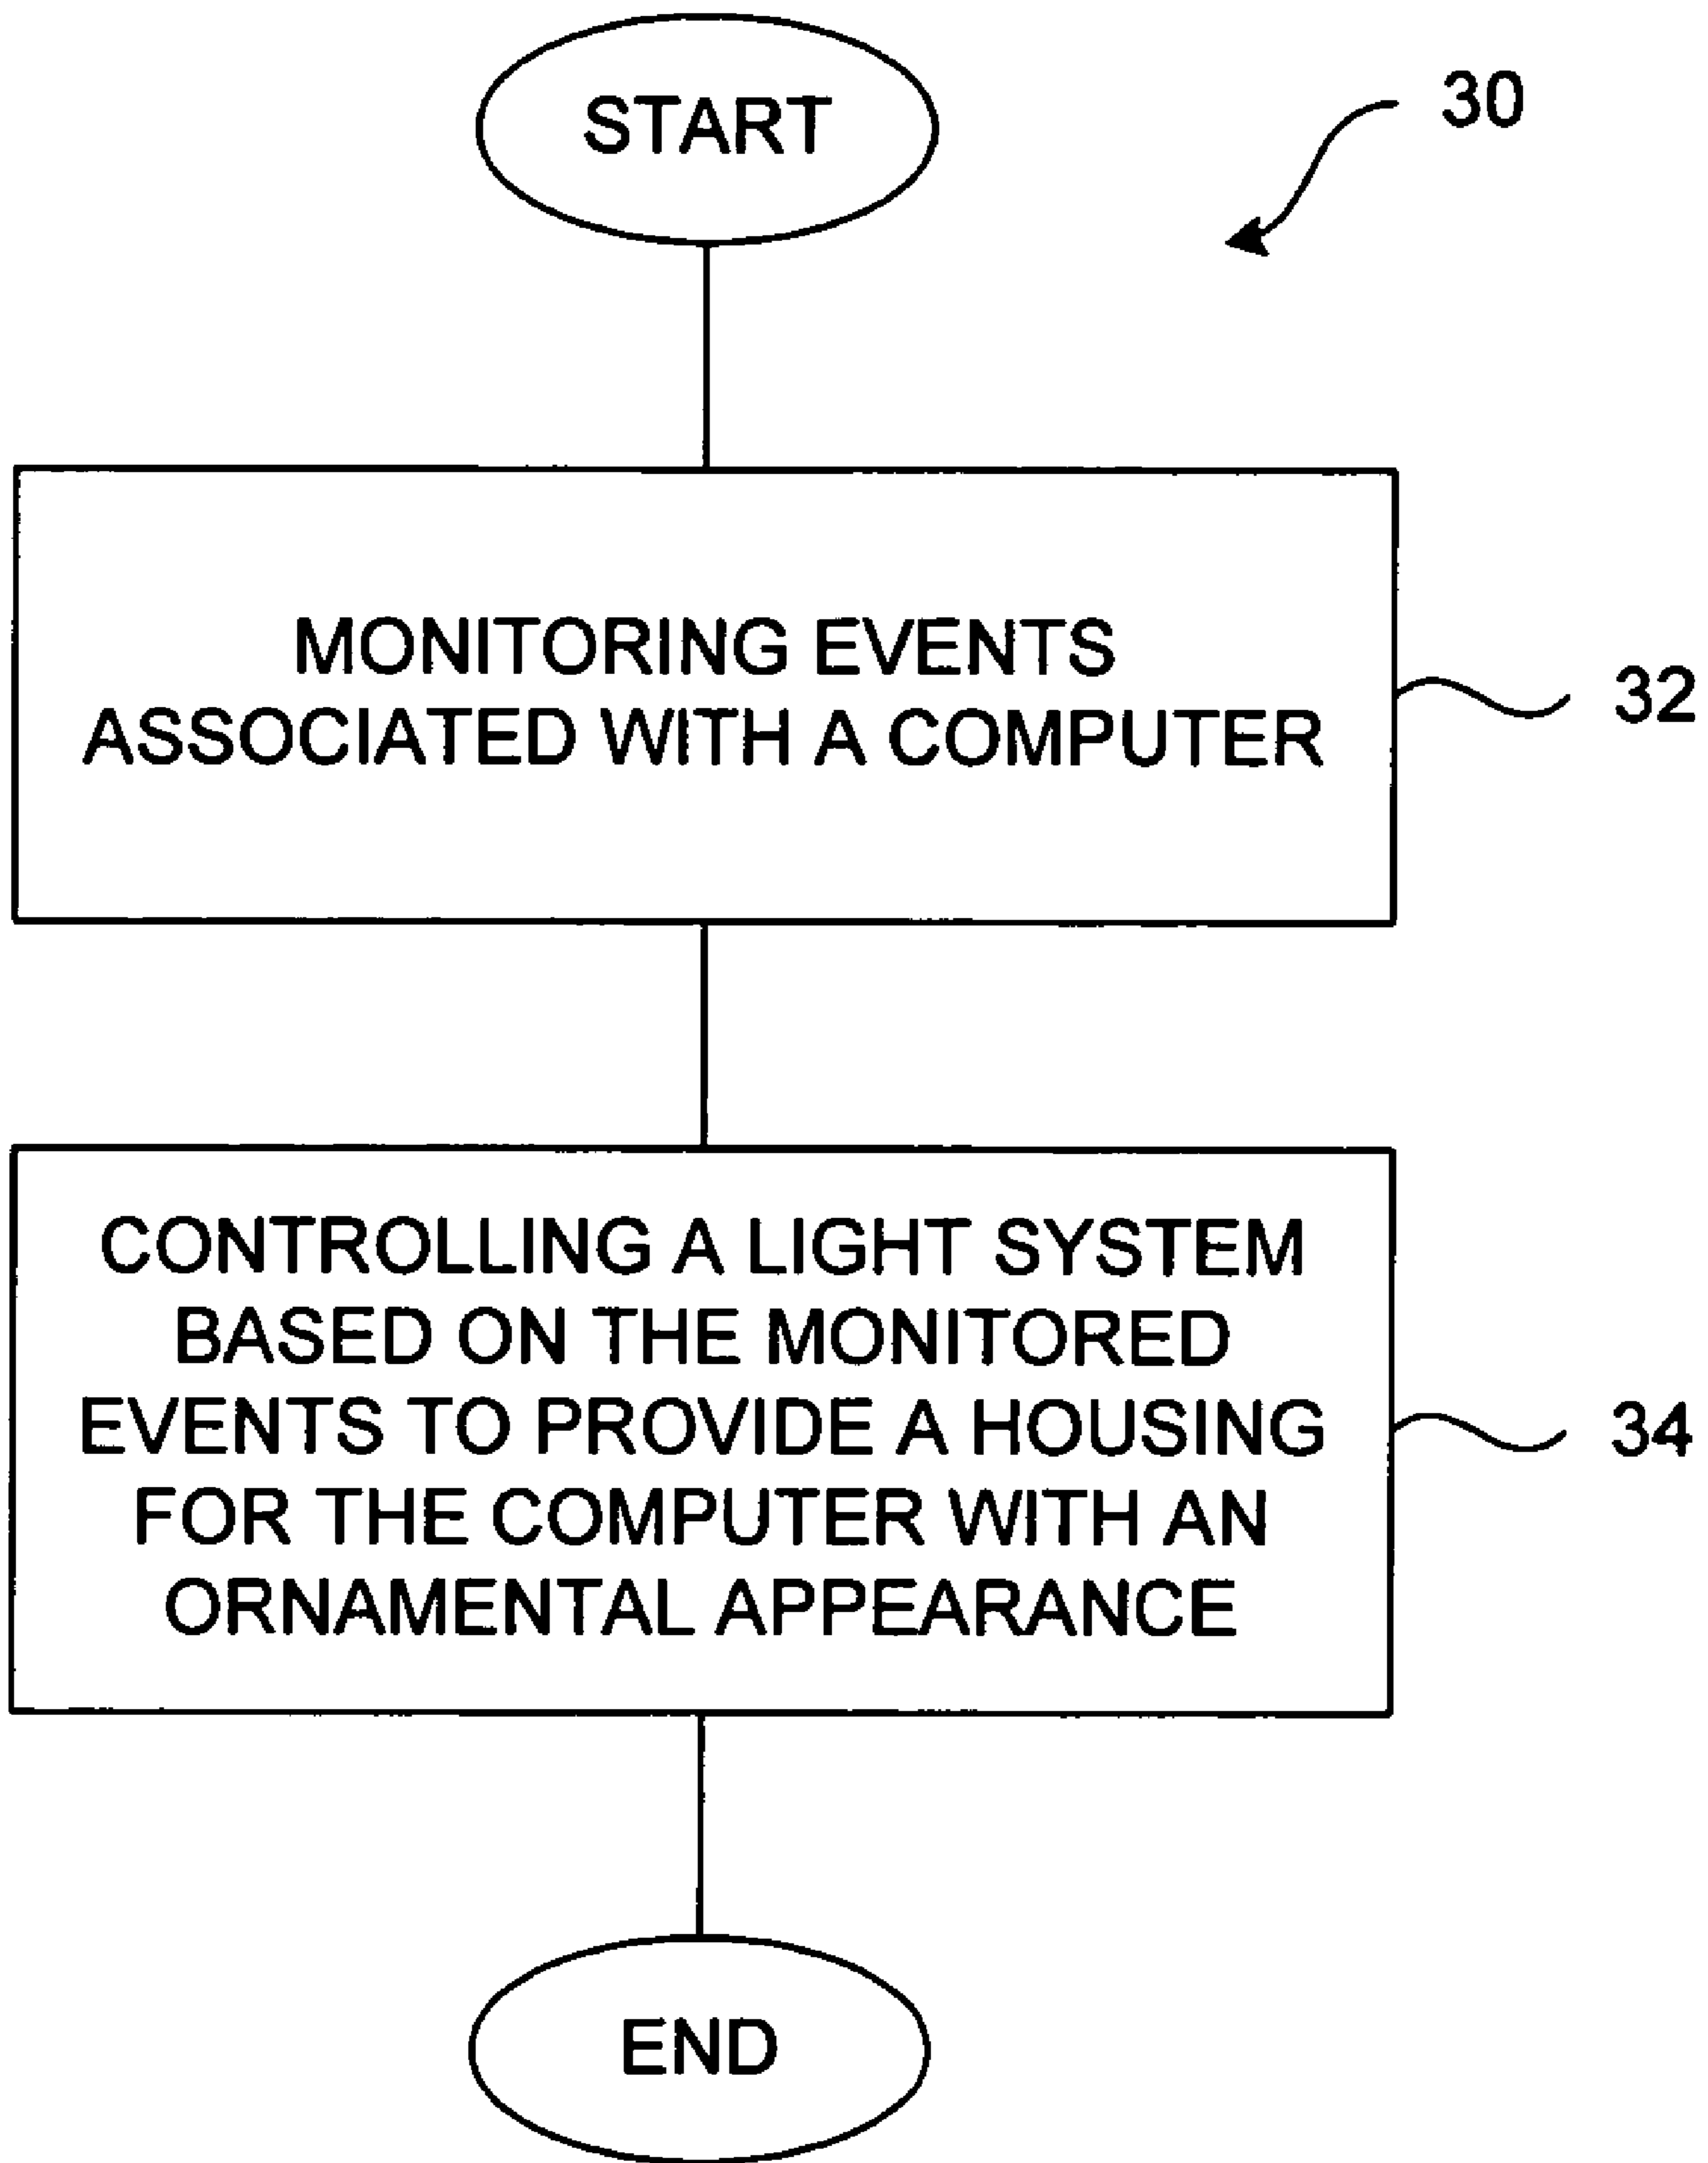 START
30
MONITORING EVENTS
ASSOCIATED WITH A COMPUTER
32
CONTROLLING A LIGHT SYSTEM
BASED ON THE MONITORED
EVENTS TO PROVIDE A HOUSING
FOR THE COMPUTER WITH AN
ORNAMENTAL APPEARANCE
34
END